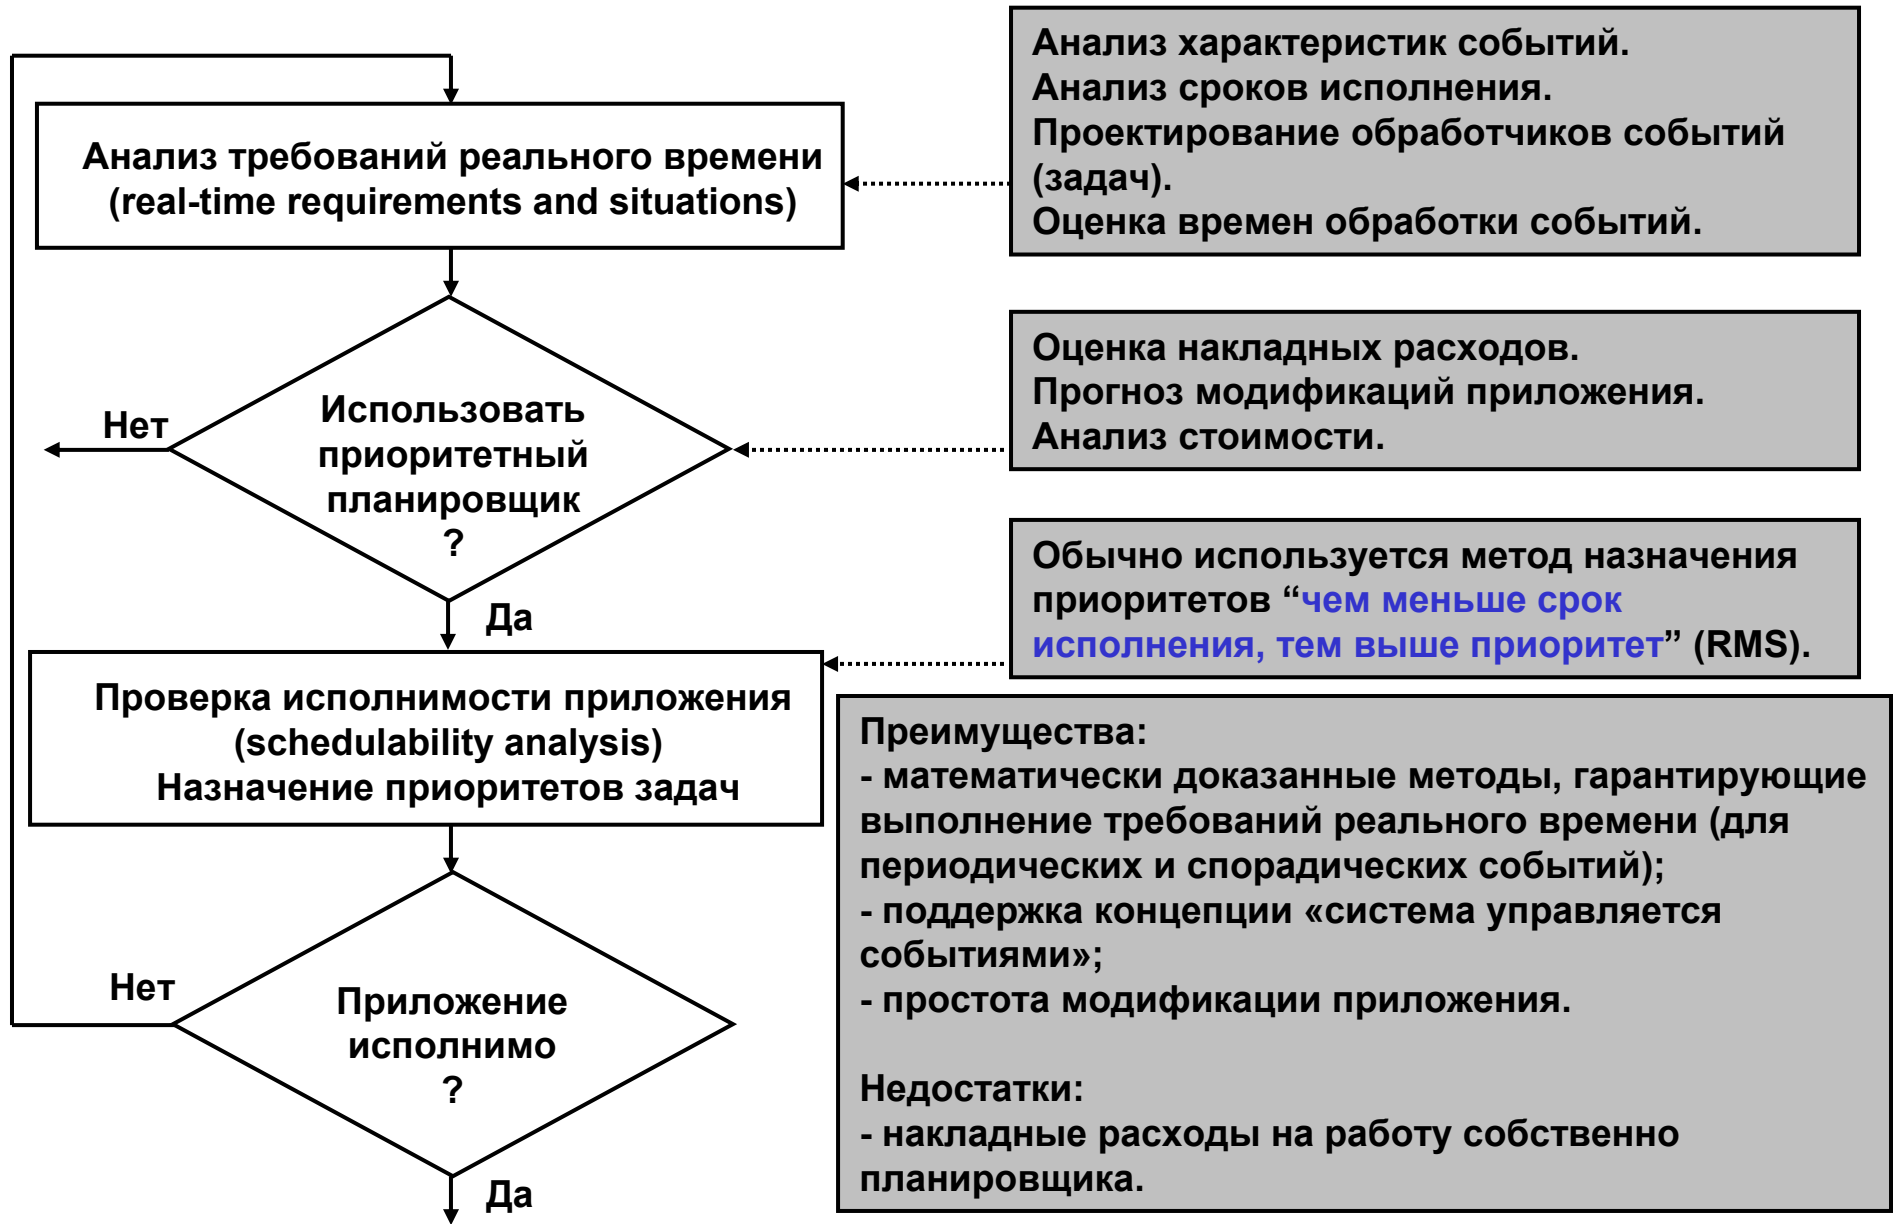 Анализ требований реального времени
(real-time requirements and situations)
Анализ характеристик событий.
Анализ сроков исполнения.
Проектирование обработчиков событий
(задач).
Оценка времен обработки событий.
Нет
Использовать
приоритетный
планировщик
?
Да
Оценка накладных расходов.
Прогноз модификаций приложения.
Анализ стоимости.
Обычно используется метод назначения
приоритетов “чем меньше срок
исполнения, тем выше приоритет” (RMS).
Проверка исполнимости приложения
(schedulability analysis)
Назначение приоритетов задач
Преимущества:
- математически доказанные методы, гарантирующие
выполнение требований реального времени (для
периодических и спорадических событий);
- поддержка концепции «система управляется
событиями»;
- простота модификации приложения.
Недостатки:
- накладные расходы на работу собственно
планировщика.
Нет
Приложение
исполнимо
?
Да